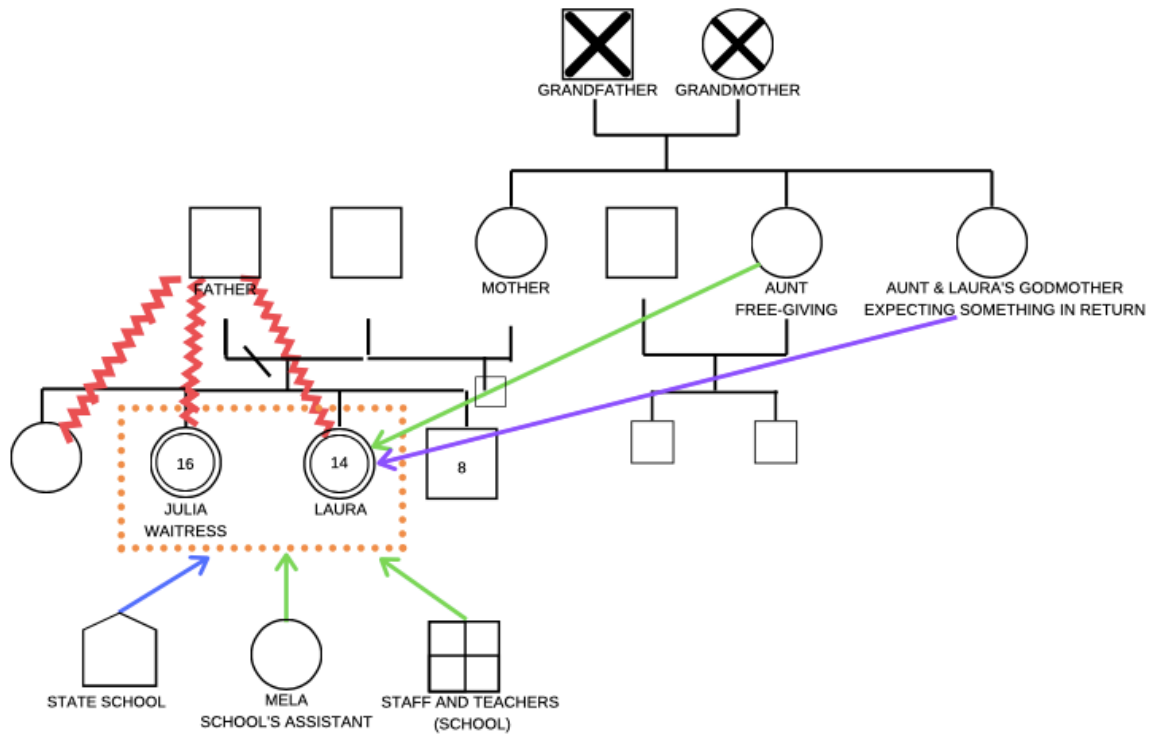 GRANDFATHER
GRANDMOTHER
FATHER
MOTHER
AUNT
FREE-GIVING
AUNT & LAURA'S GODMOTHER
EXPECTING SOMETHING IN RETURN
16
14
8
JULIA
WAITRESS
LAURA
STATE SCHOOL
MELA
SCHOOL'S ASSISTANT
STAFF AND TEACHERS
(SCHOOL)